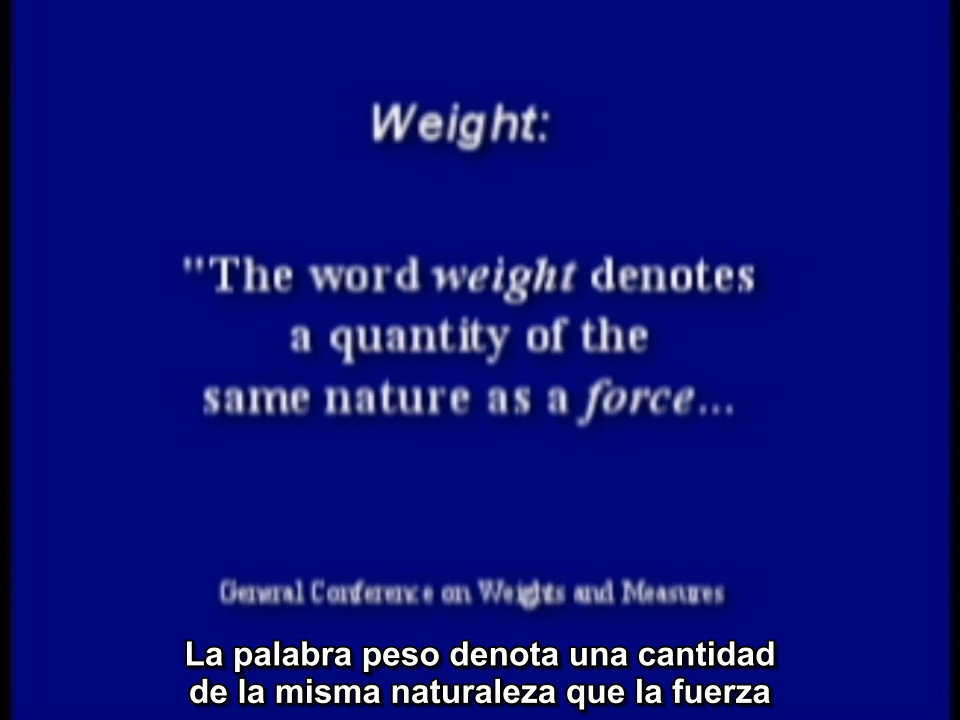 Weight:
"The word weight denotes
a quantity of the
same nature as a force...
General Conference on Weights and Measures
La palabra peso denota una cantidad
de la misma naturaleza que la fuerza